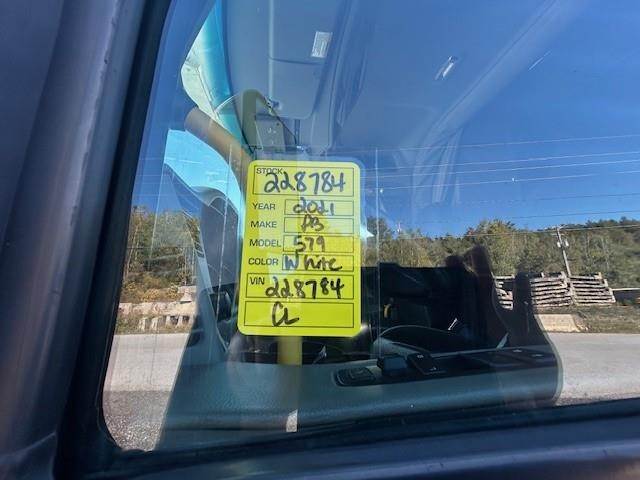 STOCK 228784
YEAR 2021
MAKE PB
MODEL 579
COLOR White
VIN 228784
CL